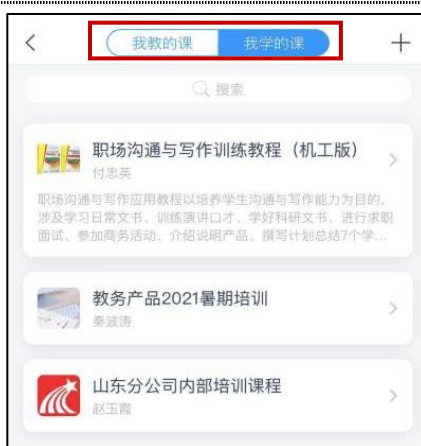 我教的课 我学的课
搜索
职场沟通与写作训练教程（机工版）
付忠英
职场沟通与写作应用教程以培养学生沟通与写作能力为目的,
涉及学习日常文书、训练演讲口才、学好科研文书、进行求职
面试、参加商务活动、介绍说明产品、撰写计划总结7个学...
教务产品2021暑期培训
秦波涛
山东分公司内部培训课程
赵玉霞